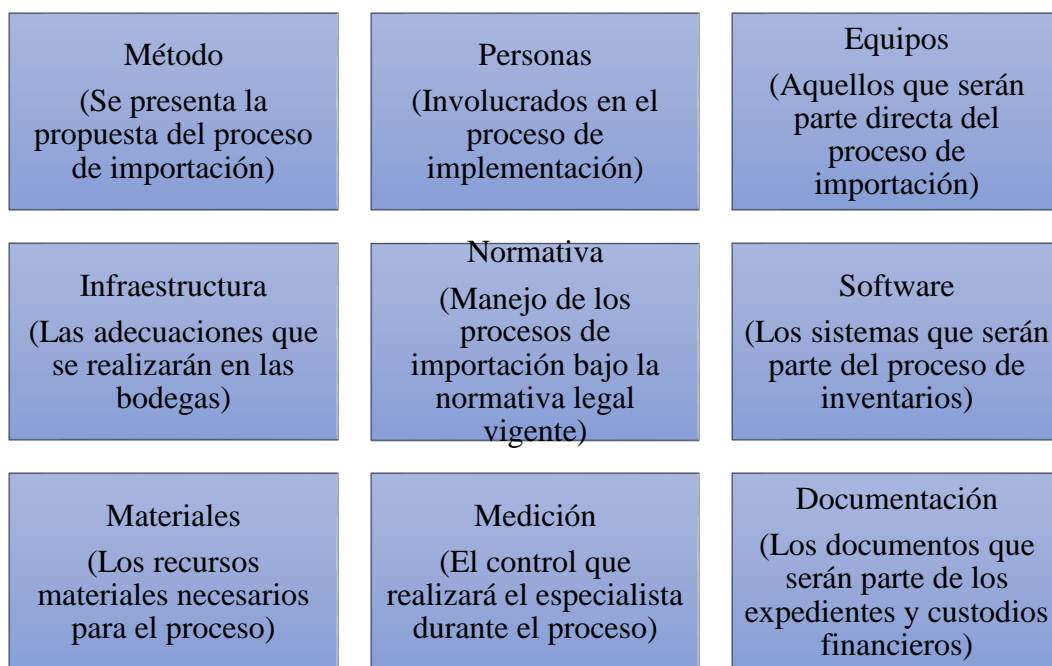 Método
(Se presenta la
propuesta del proceso
de importación)
Personas
(Involucrados en el
proceso de
implementación)
Equipos
(Aquellos que serán
parte directa del
proceso de
importación)
Infraestructura
(Las adecuaciones que
se realizarán en las
bodegas)
Normativa
(Manejo de los
procesos de
importación bajo la
normativa legal
vigente)
Software
(Los sistemas que serán
parte del proceso de
inventarios)
Materiales
(Los recursos
materiales necesarios
para el proceso)
Medición
(El control que
realizará el especialista
durante el proceso)
Documentación
(Los documentos que
serán parte de los
expedientes y custodios
financieros)